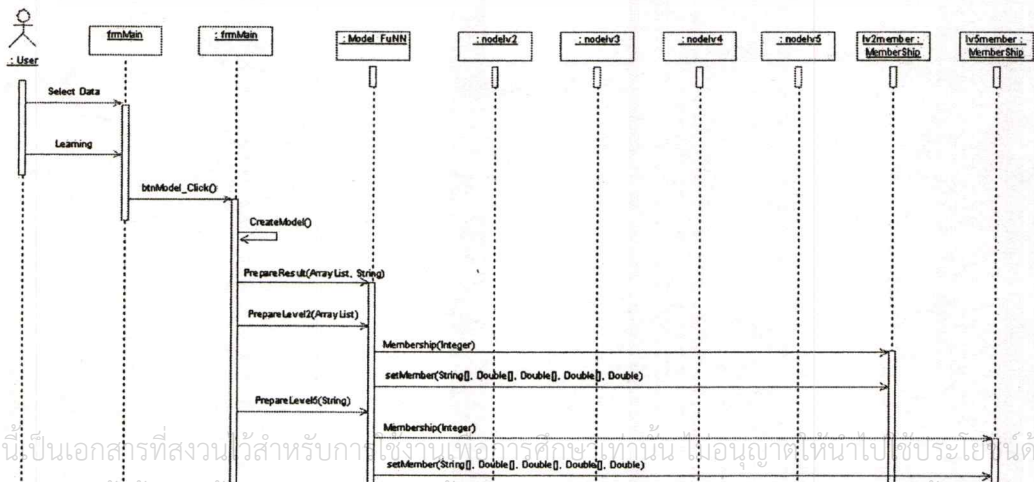 frmMain
: frmMain
: Model_FuNN
: nodelv2
: nodelv3
: nodelv4
: nodelv5
lv2member :
MemberShip
lv5member :
MemberShip
: User
Select Data
Learning
btnModel_Click()
CreateModel()
PrepareResult(ArrayList, String)
PrepareLevel2(ArrayList)
Membership(Integer)
setMember(String[], Double[], Double[], Double[], Double)
PrepareLevel5(String)
Membership(Integer)
นี้เป็นเอกสารที่สงวนไว้สำหรับการใช้งานเพื่อการศึกษาเท่านั้น ไม่อนุญาตให้นำไปใช้ประโยชน์ด้
setMember(String[], Double[], Double[], Double[], Double)